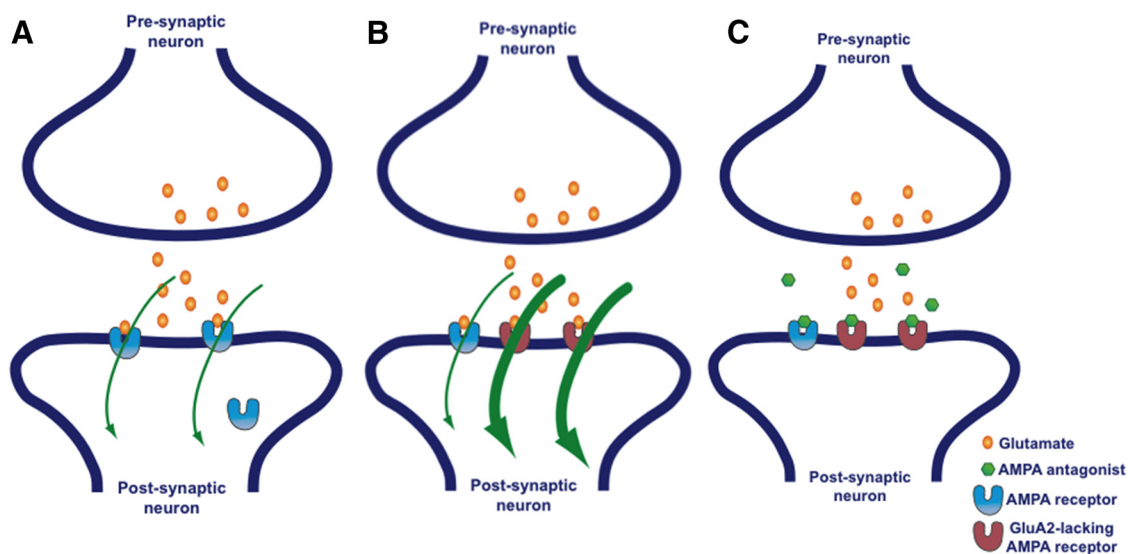 A
Pre-synaptic
neuron
Post-synaptic
neuron
B
Pre-synaptic
neuron
Post-synaptic
neuron
C
Pre-synaptic
neuron
Post-synaptic
neuron
Glutamate
AMPA antagonist
AMPA receptor
GluA2-lacking
AMPA receptor